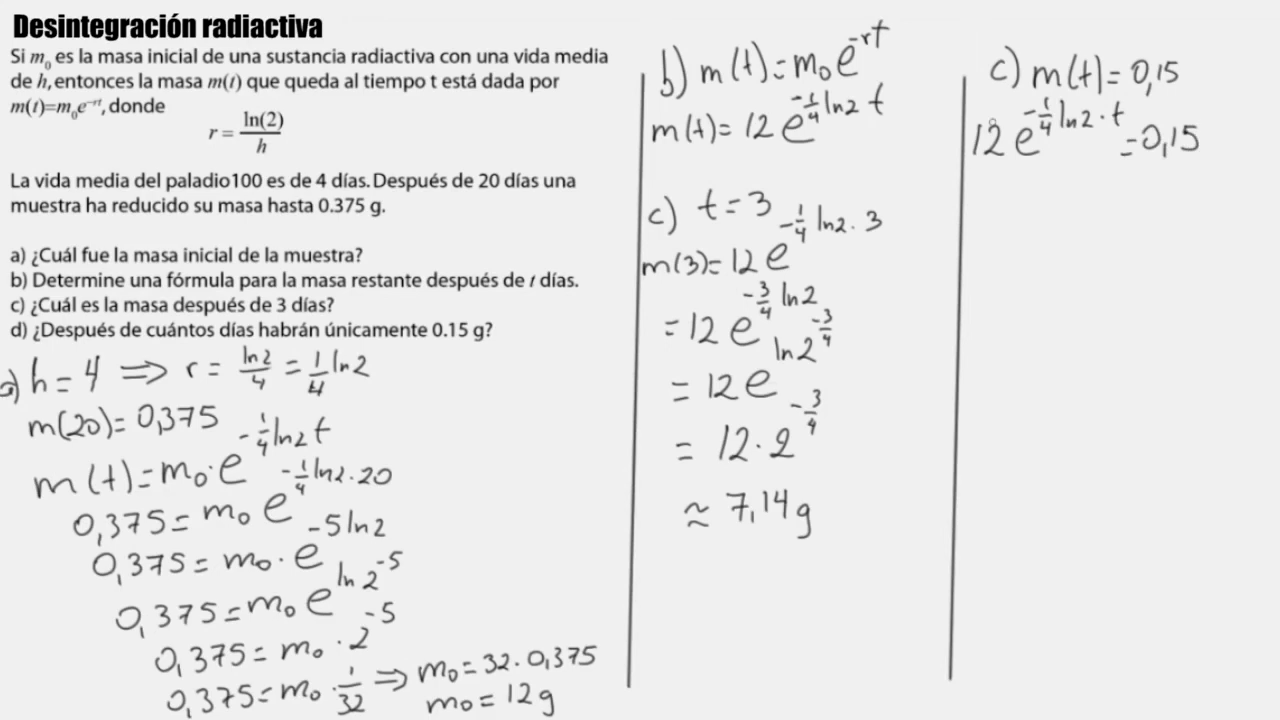 Desintegración radiactiva
Si m₀ es la masa inicial de una sustancia radiactiva con una vida media
de h, entonces la masa m(t) que queda al tiempo t está dada por
m(t)=m₀e⁻ʳᵗ, donde
r = ln(2)/h
La vida media del paladio100 es de 4 días. Después de 20 días una
muestra ha reducido su masa hasta 0.375 g.
a) ¿Cuál fue la masa inicial de la muestra?
b) Determine una fórmula para la masa restante después de t días.
c) ¿Cuál es la masa después de 3 días?
d) ¿Después de cuántos días habrán únicamente 0.15 g?
a) h = 4 ⟹ r = ln2/4 = 1/4 ln2
m(20) = 0,375
m(t) = m₀·e^(-1/4 ln2 t)
0,375 = m₀ e^(-1/4 ln2·20)
0,375 = m₀·e^(-5 ln2)
0,375 = m₀ e^(ln 2^-5)
0,375 = m₀·2^-5
0,375 = m₀·1/32 ⟹ m₀ = 32·0,375
m₀ = 12g
b) m(t) = m₀ e^(-rt)
m(t) = 12 e^(-1/4 ln2 t)
c) t = 3
m(3) = 12 e^(-1/4 ln2·3)
= 12 e^(-3/4 ln2)
= 12 e^(ln2^(-3/4))
= 12·2^(-3/4)
≈ 7,14g
c) m(t) = 0,15
12 e^(-1/4 ln2·t) = 0,15